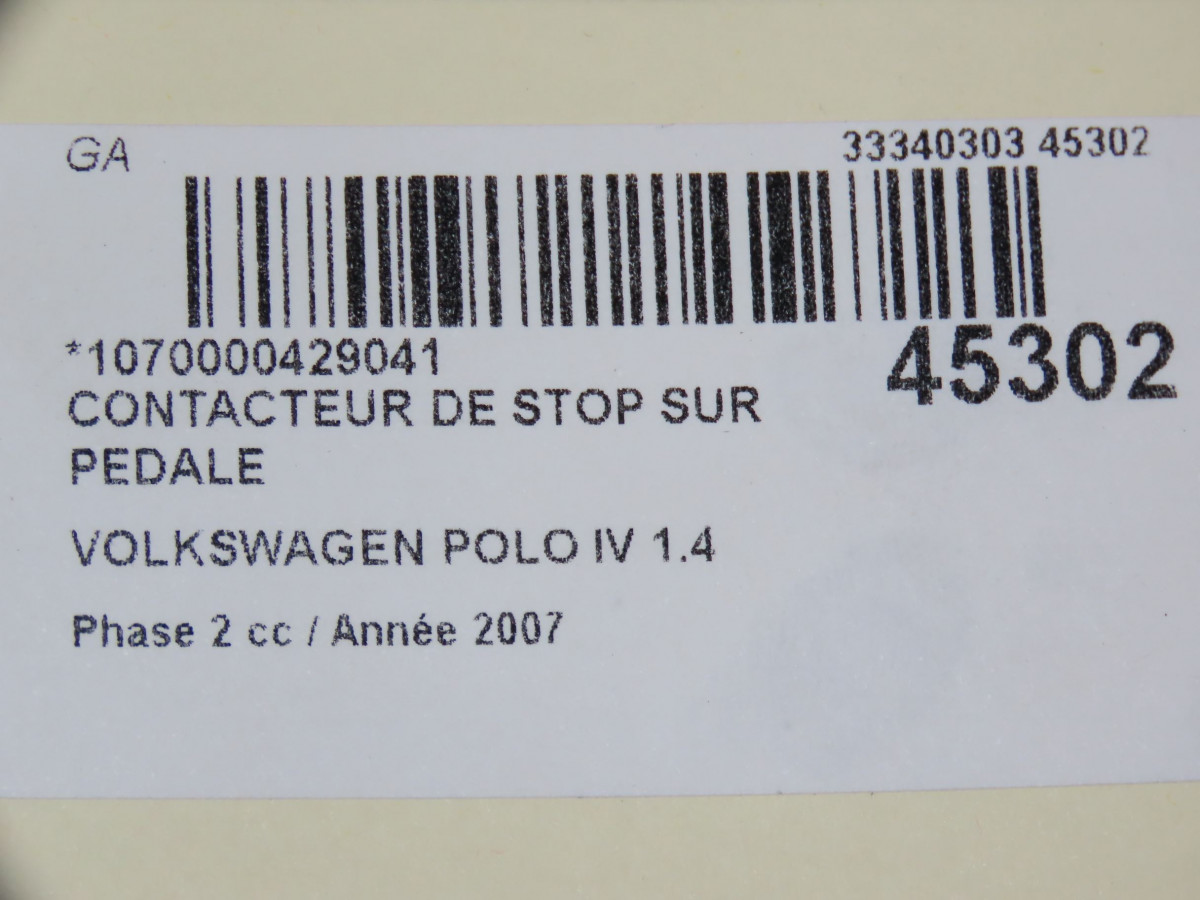 GA
33340303 45302
*1070000429041
45302
CONTACTEUR DE STOP SUR
PEDALE
VOLKSWAGEN POLO IV 1.4
Phase 2 cc / Année 2007